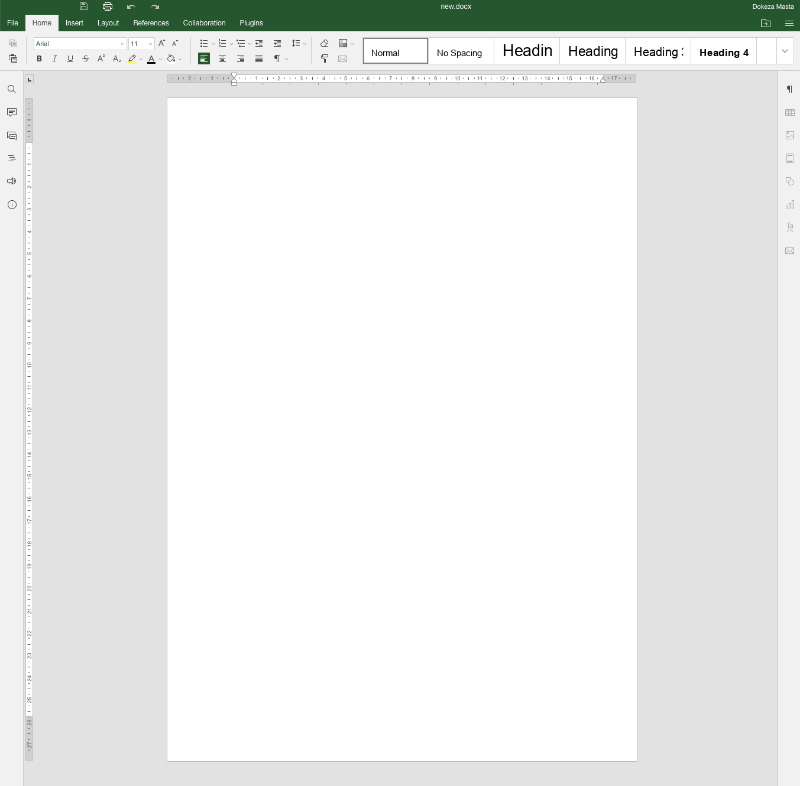 new.docx
Dokeza Masta
File Home Insert Layout References Collaboration Plugins
Arial 11
Normal No Spacing Headin Heading Heading : Heading 4